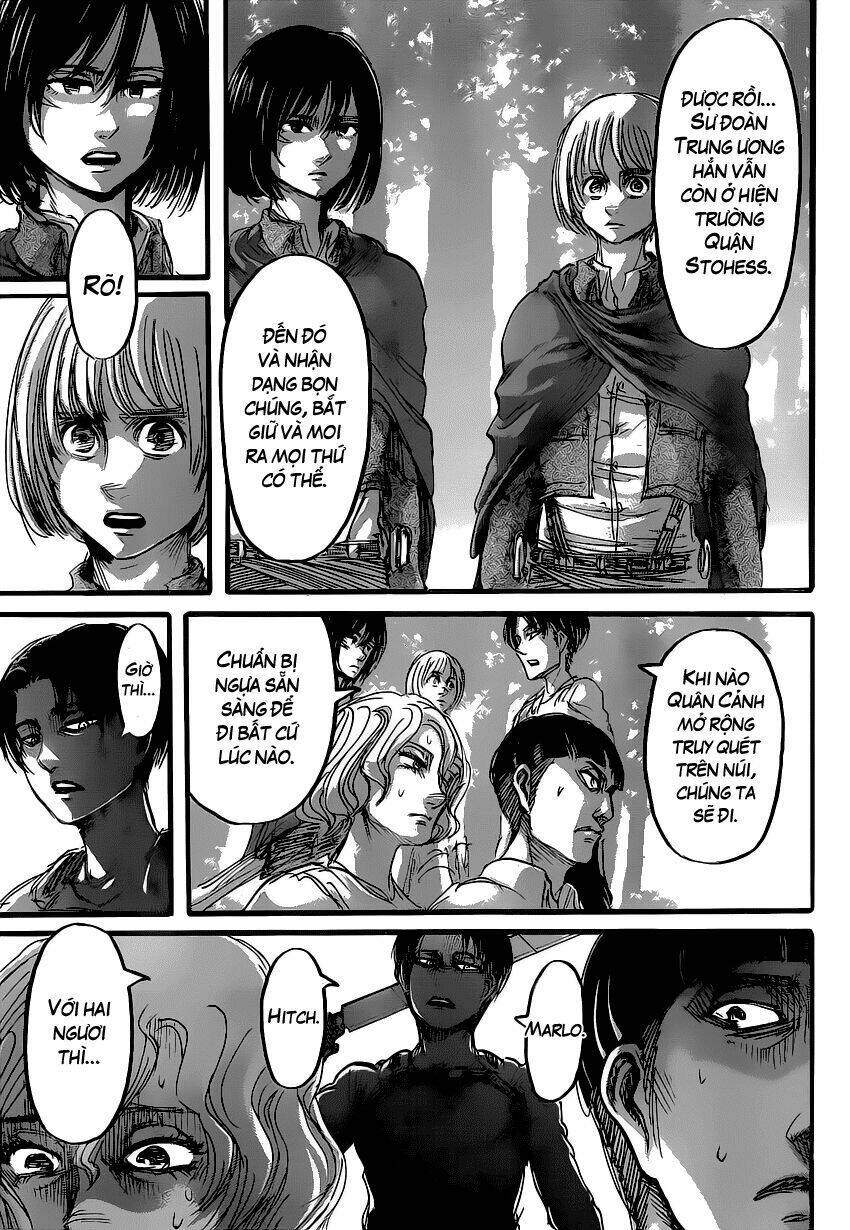 ĐƯỢC RỒI...
SƯ ĐOÀN
TRUNG ƯƠNG
HẲN VẪN
CÒN Ở HIỆN
TRƯỜNG
QUẬN
STOHESS.
ĐẾN ĐÓ
VÀ NHẬN
DẠNG BỌN
CHÚNG, BẮT
GIỮ VÀ MOI
RA MỌI THỨ
CÓ THỂ.
RÕ!
KHI NÀO
QUÂN CẢNH
MỞ RỘNG
TRUY QUÉT
TRÊN NÚI,
CHÚNG TA
SẼ ĐI.
CHUẨN BỊ
NGỰA SẴN
SÀNG ĐỂ
ĐI BẤT CỨ
LÚC NÀO.
GIỜ
THÌ...
MARLO.
HITCH.
VỚI HAI
NGƯƠI
THÌ...